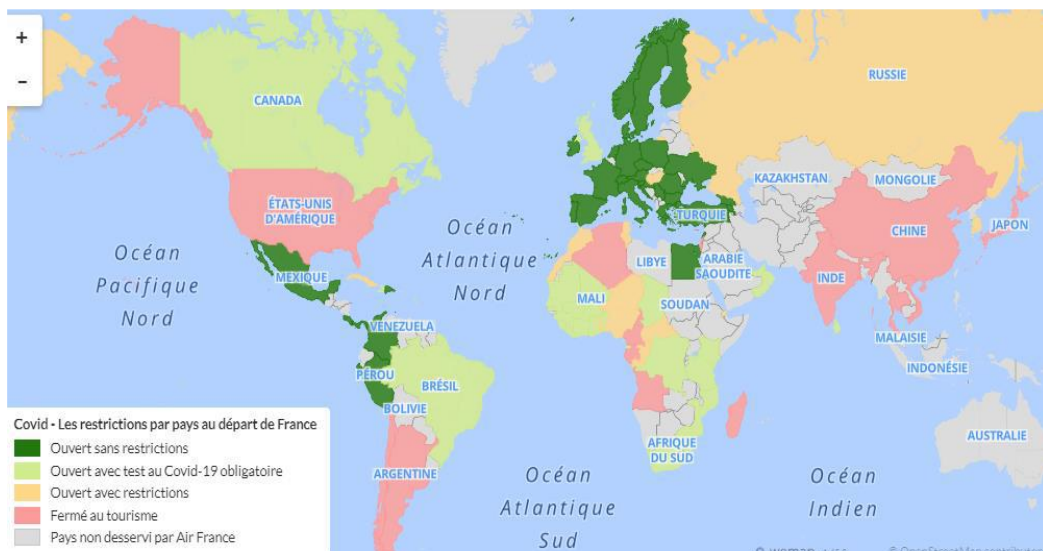 +
−
CANADA
RUSSIE
KAZAKHSTAN
MONGOLIE
ÉTATS-UNIS
D'AMÉRIQUE
TURQUIE
CHINE
JAPON
Océan
Pacifique
Nord
Océan
Atlantique
Nord
LIBYE
ARABIE
SAOUDITE
INDE
MEXIQUE
MALI
SOUDAN
VENEZUELA
MALAISIE
INDONÉSIE
PÉROU
BRÉSIL
BOLIVIE
AFRIQUE
DU SUD
AUSTRALIE
ARGENTINE
Océan
Atlantique
Sud
Océan
Indien
Covid - Les restrictions par pays au départ de France
Ouvert sans restrictions
Ouvert avec test au Covid-19 obligatoire
Ouvert avec restrictions
Fermé au tourisme
Pays non desservi par Air France